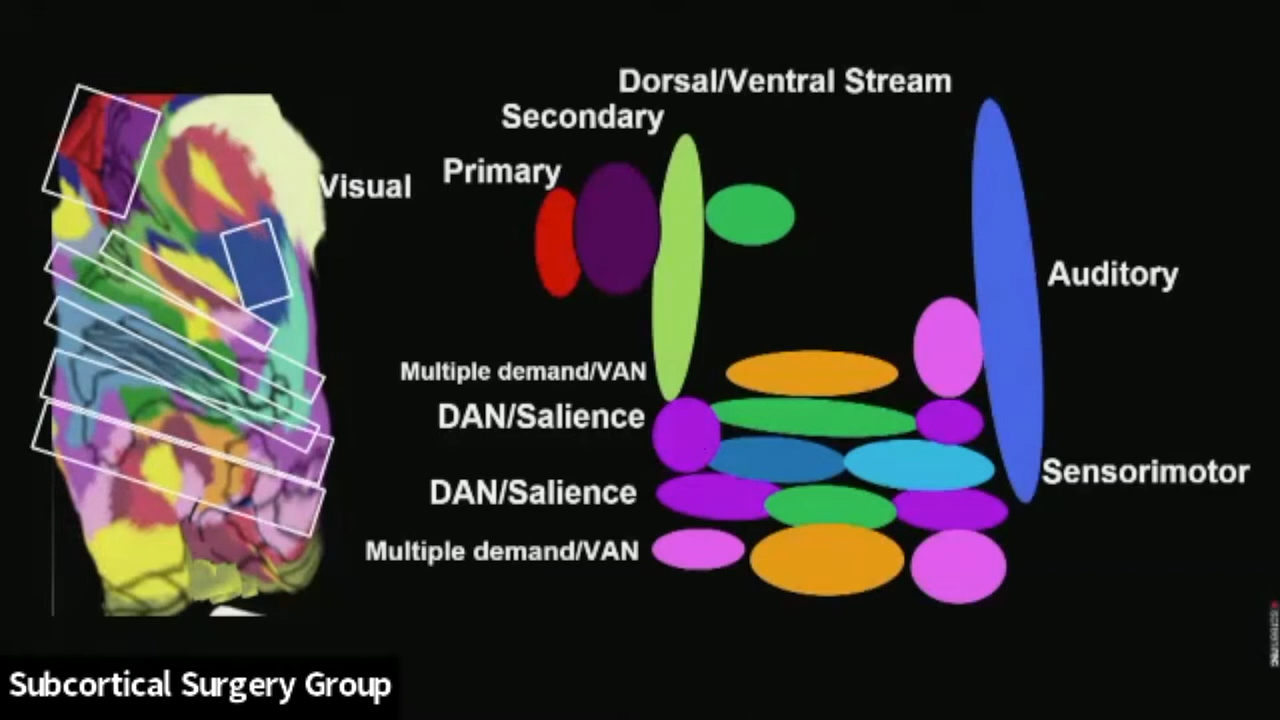 Dorsal/Ventral Stream
Secondary
Primary
Visual
Auditory
Multiple demand/VAN
DAN/Salience
Sensorimotor
DAN/Salience
Multiple demand/VAN
Subcortical Surgery Group